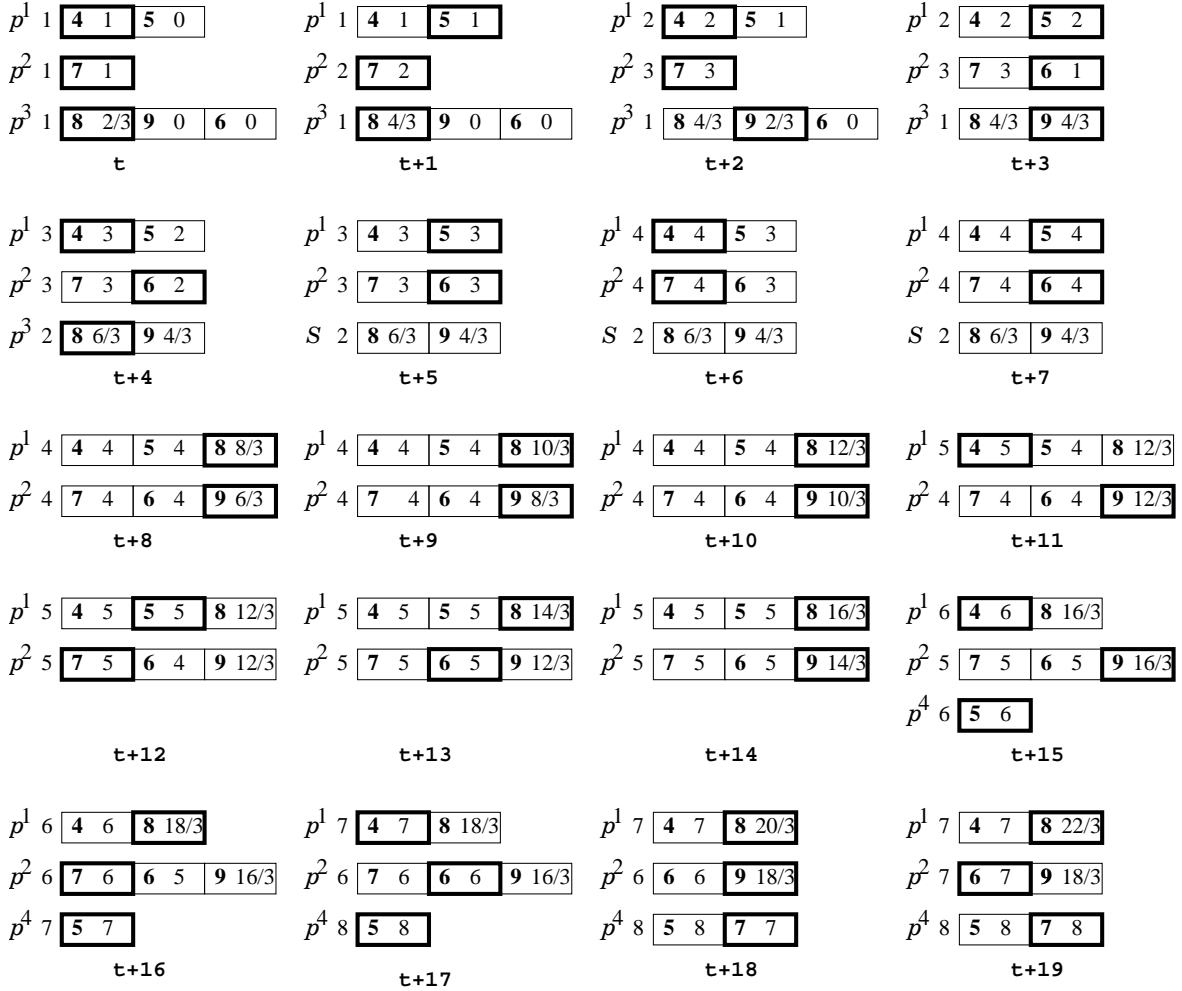 p1 1 4 1 5 0 p1 1 4 1 5 1 p1 2 4 2 5 1 p1 2 4 2 5 2
p2 1 7 1 p2 2 7 2 p2 3 7 3 p2 3 7 3 6 1
p3 1 8 2/3 9 0 6 0 p3 1 8 4/3 9 0 6 0 p3 1 8 4/3 9 2/3 6 0 p3 1 8 4/3 9 4/3
t t+1 t+2 t+3
p1 3 4 3 5 2 p1 3 4 3 5 3 p1 4 4 4 5 3 p1 4 4 4 5 4
p2 3 7 3 6 2 p2 3 7 3 6 3 p2 4 7 4 6 3 p2 4 7 4 6 4
p3 2 8 6/3 9 4/3 S 2 8 6/3 9 4/3 S 2 8 6/3 9 4/3 S 2 8 6/3 9 4/3
t+4 t+5 t+6 t+7
p1 4 4 4 5 4 8 8/3 p1 4 4 4 5 4 8 10/3 p1 4 4 4 5 4 8 12/3 p1 5 4 5 5 4 8 12/3
p2 4 7 4 6 4 9 6/3 p2 4 7 4 6 4 9 8/3 p2 4 7 4 6 4 9 10/3 p2 4 7 4 6 4 9 12/3
t+8 t+9 t+10 t+11
p1 5 4 5 5 5 8 12/3 p1 5 4 5 5 5 8 14/3 p1 5 4 5 5 5 8 16/3 p1 6 4 6 8 16/3
p2 5 7 5 6 4 9 12/3 p2 5 7 5 6 5 9 12/3 p2 5 7 5 6 5 9 14/3 p2 5 7 5 6 5 9 16/3
p4 6 5 6
t+12 t+13 t+14 t+15
p1 6 4 6 8 18/3 p1 7 4 7 8 18/3 p1 7 4 7 8 20/3 p1 7 4 7 8 22/3
p2 6 7 6 6 5 9 16/3 p2 6 7 6 6 6 9 16/3 p2 6 6 6 9 18/3 p2 7 6 7 9 18/3
p4 7 5 7 p4 8 5 8 p4 8 5 8 7 7 p4 8 5 8 7 8
t+16 t+17 t+18 t+19